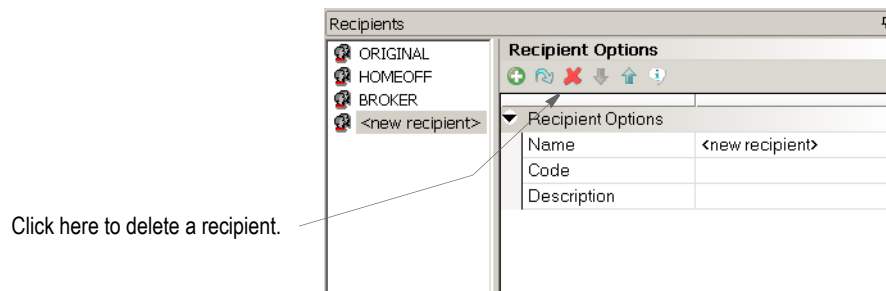 Recipients
ORIGINAL
HOMEOFF
BROKER
<new recipient>
Recipient Options
Recipient Options
Name <new recipient>
Code
Description
Click here to delete a recipient.